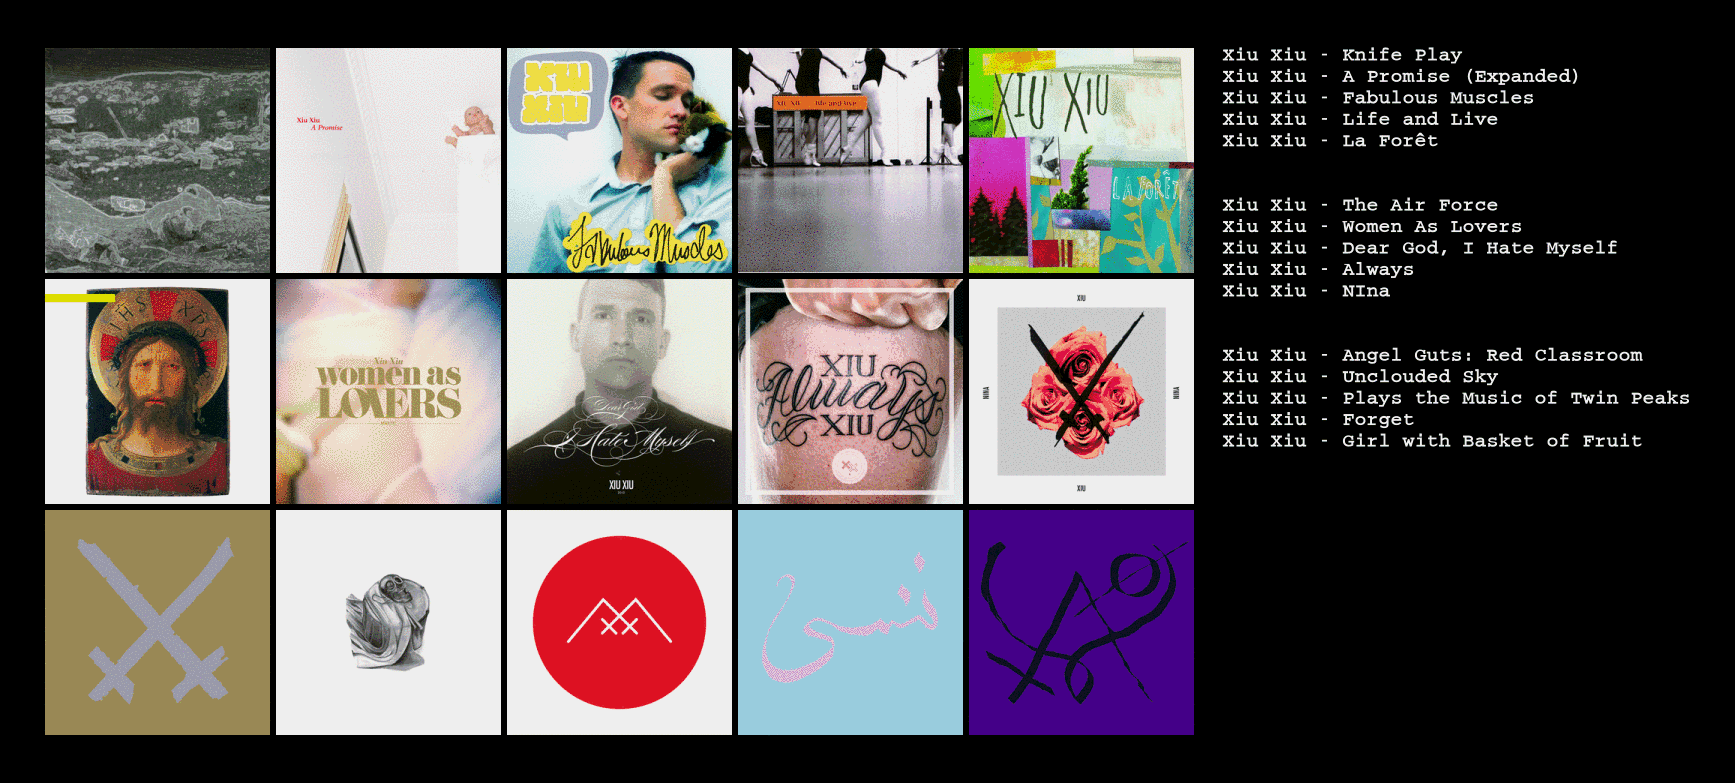 XIU
XIU
Fabulous Muscles
Xiu Xiu
A Promise
XIU XIU life and live
XIU XIU
LA FORÊT
IHS XPS
Xiu Xiu
women as
LOVERS
Dear God,
I Hate Myself
XIU XIU
XIU
Always
XIU
XIU
NINA
NINA
XIU
نسی
Xiu Xiu - Knife Play
Xiu Xiu - A Promise (Expanded)
Xiu Xiu - Fabulous Muscles
Xiu Xiu - Life and Live
Xiu Xiu - La Forêt
Xiu Xiu - The Air Force
Xiu Xiu - Women As Lovers
Xiu Xiu - Dear God, I Hate Myself
Xiu Xiu - Always
Xiu Xiu - NIna
Xiu Xiu - Angel Guts: Red Classroom
Xiu Xiu - Unclouded Sky
Xiu Xiu - Plays the Music of Twin Peaks
Xiu Xiu - Forget
Xiu Xiu - Girl with Basket of Fruit